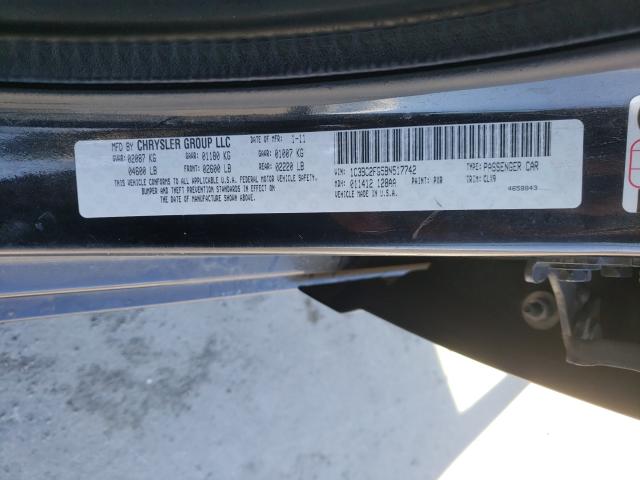 MFD BY CHRYSLER GROUP LLC DATE OF MFR: 1-11
GVWR: 02087 KG GAWR: 01180 KG GAWR: 01007 KG
04600 LB FRONT: 02600 LB REAR: 02220 LB
THIS VEHICLE CONFORMS TO ALL APPLICABLE U.S.A. FEDERAL MOTOR VEHICLE SAFETY,
BUMPER AND THEFT PREVENTION STANDARDS IN EFFECT ON
THE DATE OF MANUFACTURE SHOWN ABOVE.
VIN: 1C3BC2FG5BN517742 TYPE: PASSENGER CAR
MDH: 011412 128AA PAINT: PXR TRIM: CLX9
VEHICLE MADE IN U.S.A. 4658843